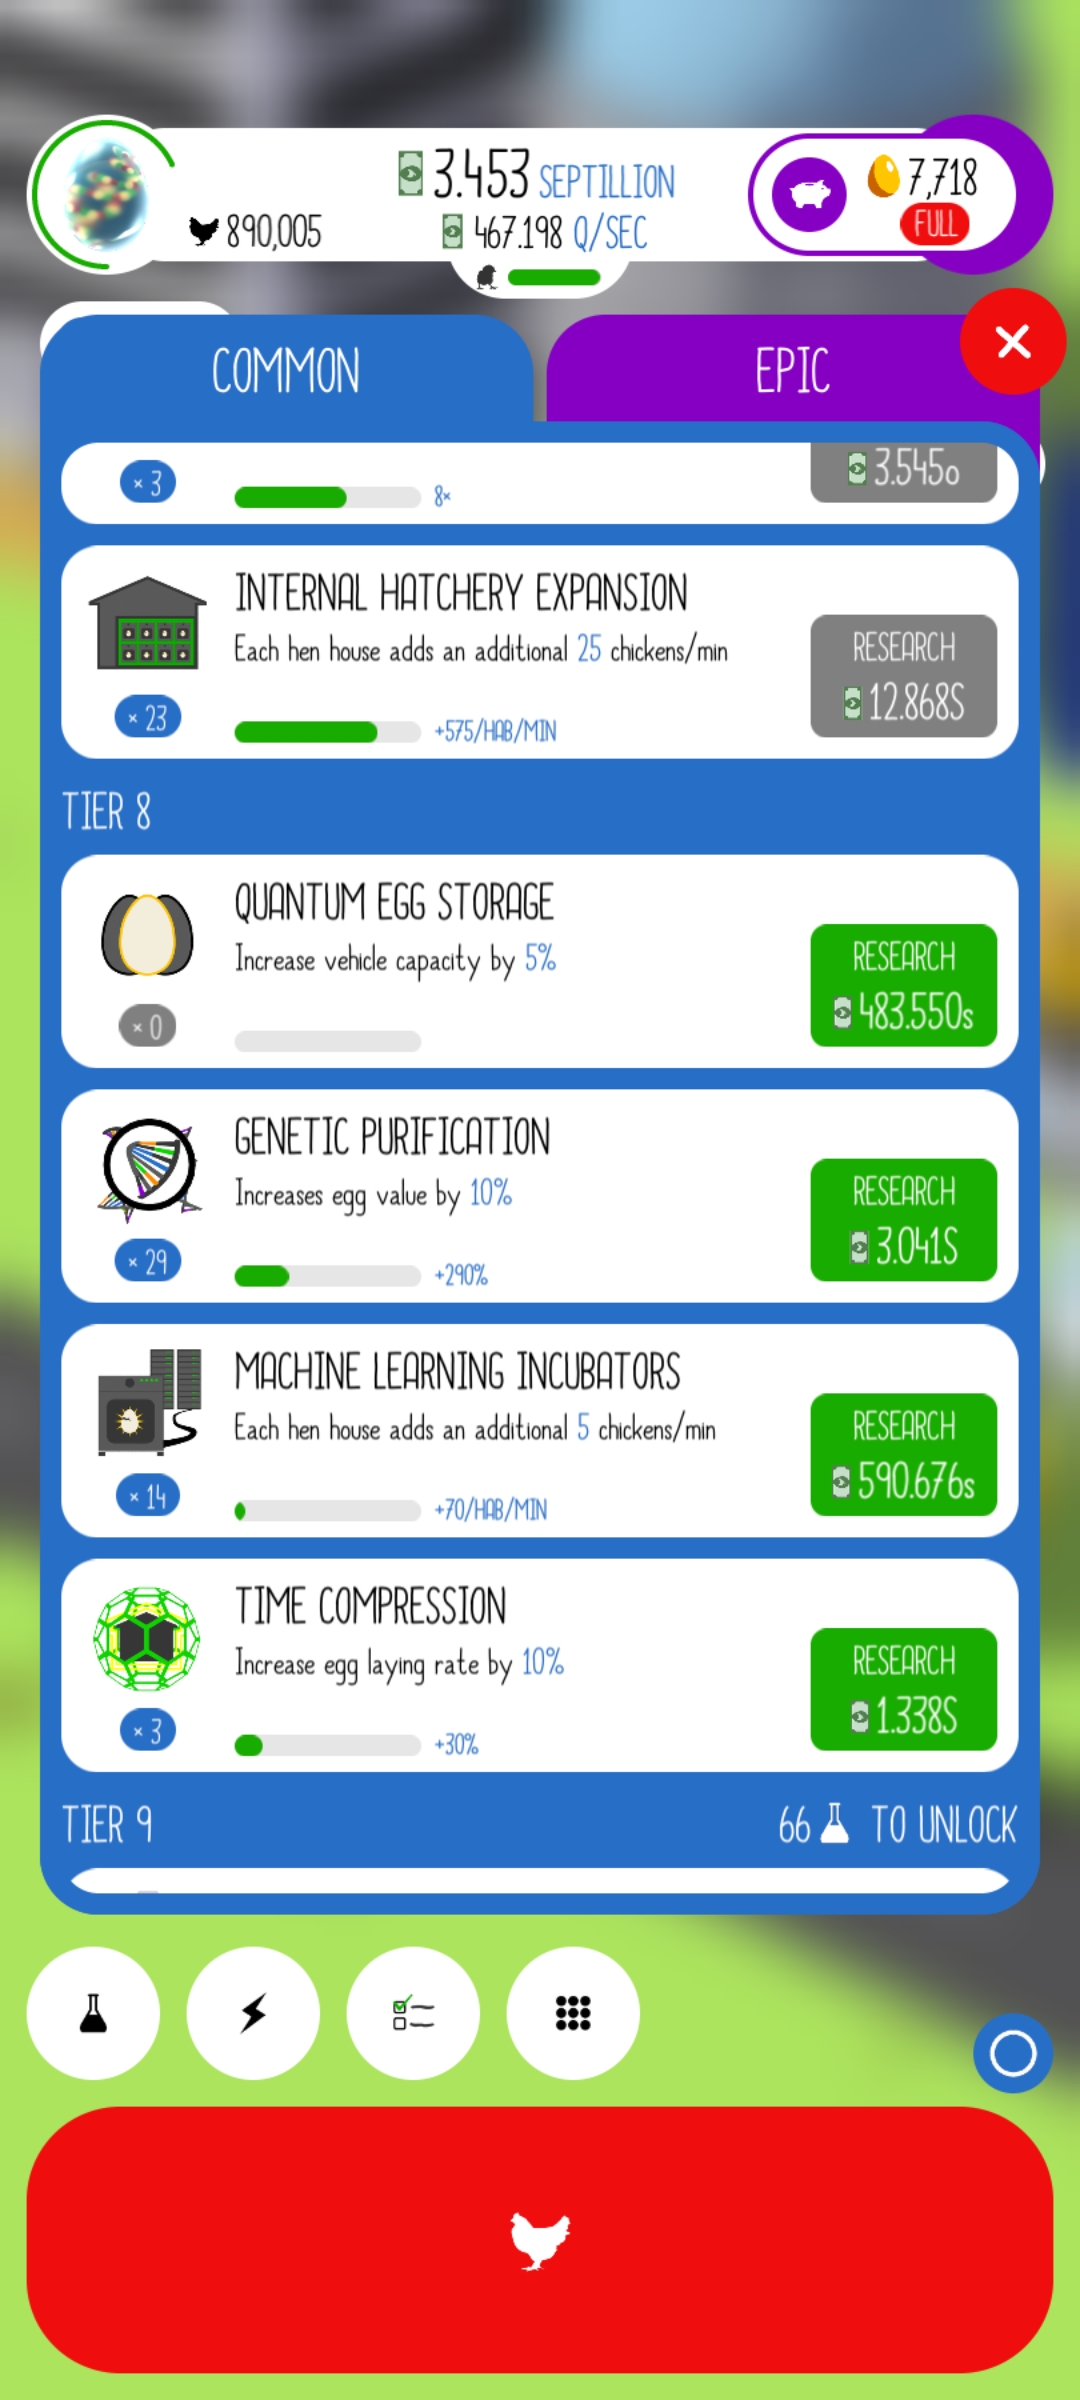 3.453 SEPTILLION
7,718
890,005
467.198 Q/SEC
FULL
COMMON
EPIC
3.545o
× 3
8×
INTERNAL HATCHERY EXPANSION
Each hen house adds an additional 25 chickens/min
RESEARCH
12.868S
× 23
+575/HAB/MIN
TIER 8
QUANTUM EGG STORAGE
Increase vehicle capacity by 5%
RESEARCH
483.550s
× 0
GENETIC PURIFICATION
Increases egg value by 10%
RESEARCH
3.041S
× 29
+290%
MACHINE LEARNING INCUBATORS
Each hen house adds an additional 5 chickens/min
RESEARCH
590.676s
× 14
+70/HAB/MIN
TIME COMPRESSION
Increase egg laying rate by 10%
RESEARCH
1.338S
× 3
+30%
TIER 9
66 TO UNLOCK